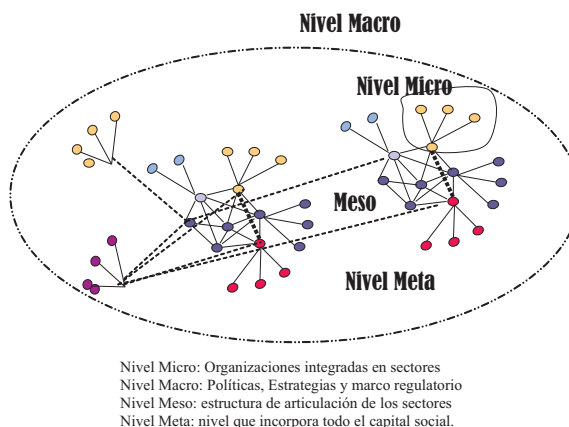 Nivel Macro
Nivel Micro
Meso
Nivel Meta
Nivel Micro: Organizaciones integradas en sectores
Nivel Macro: Políticas, Estrategias y marco regulatorio
Nivel Meso: estructura de articulación de los sectores
Nivel Meta: nivel que incorpora todo el capital social.